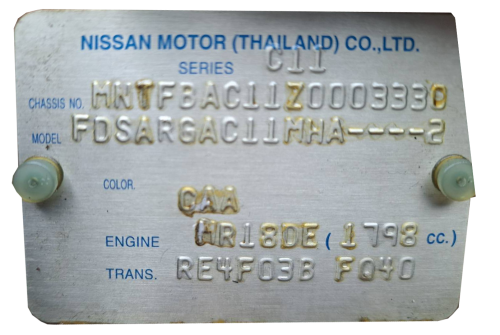 NISSAN MOTOR (THAILAND) CO.,LTD.
SERIES C11
CHASSIS NO. MNTFBAC11Z0003330
MODEL FDSARGAC11MHA----2
COLOR. CAA
ENGINE MR18DE (1798 cc.)
TRANS. RE4F03B FQ40